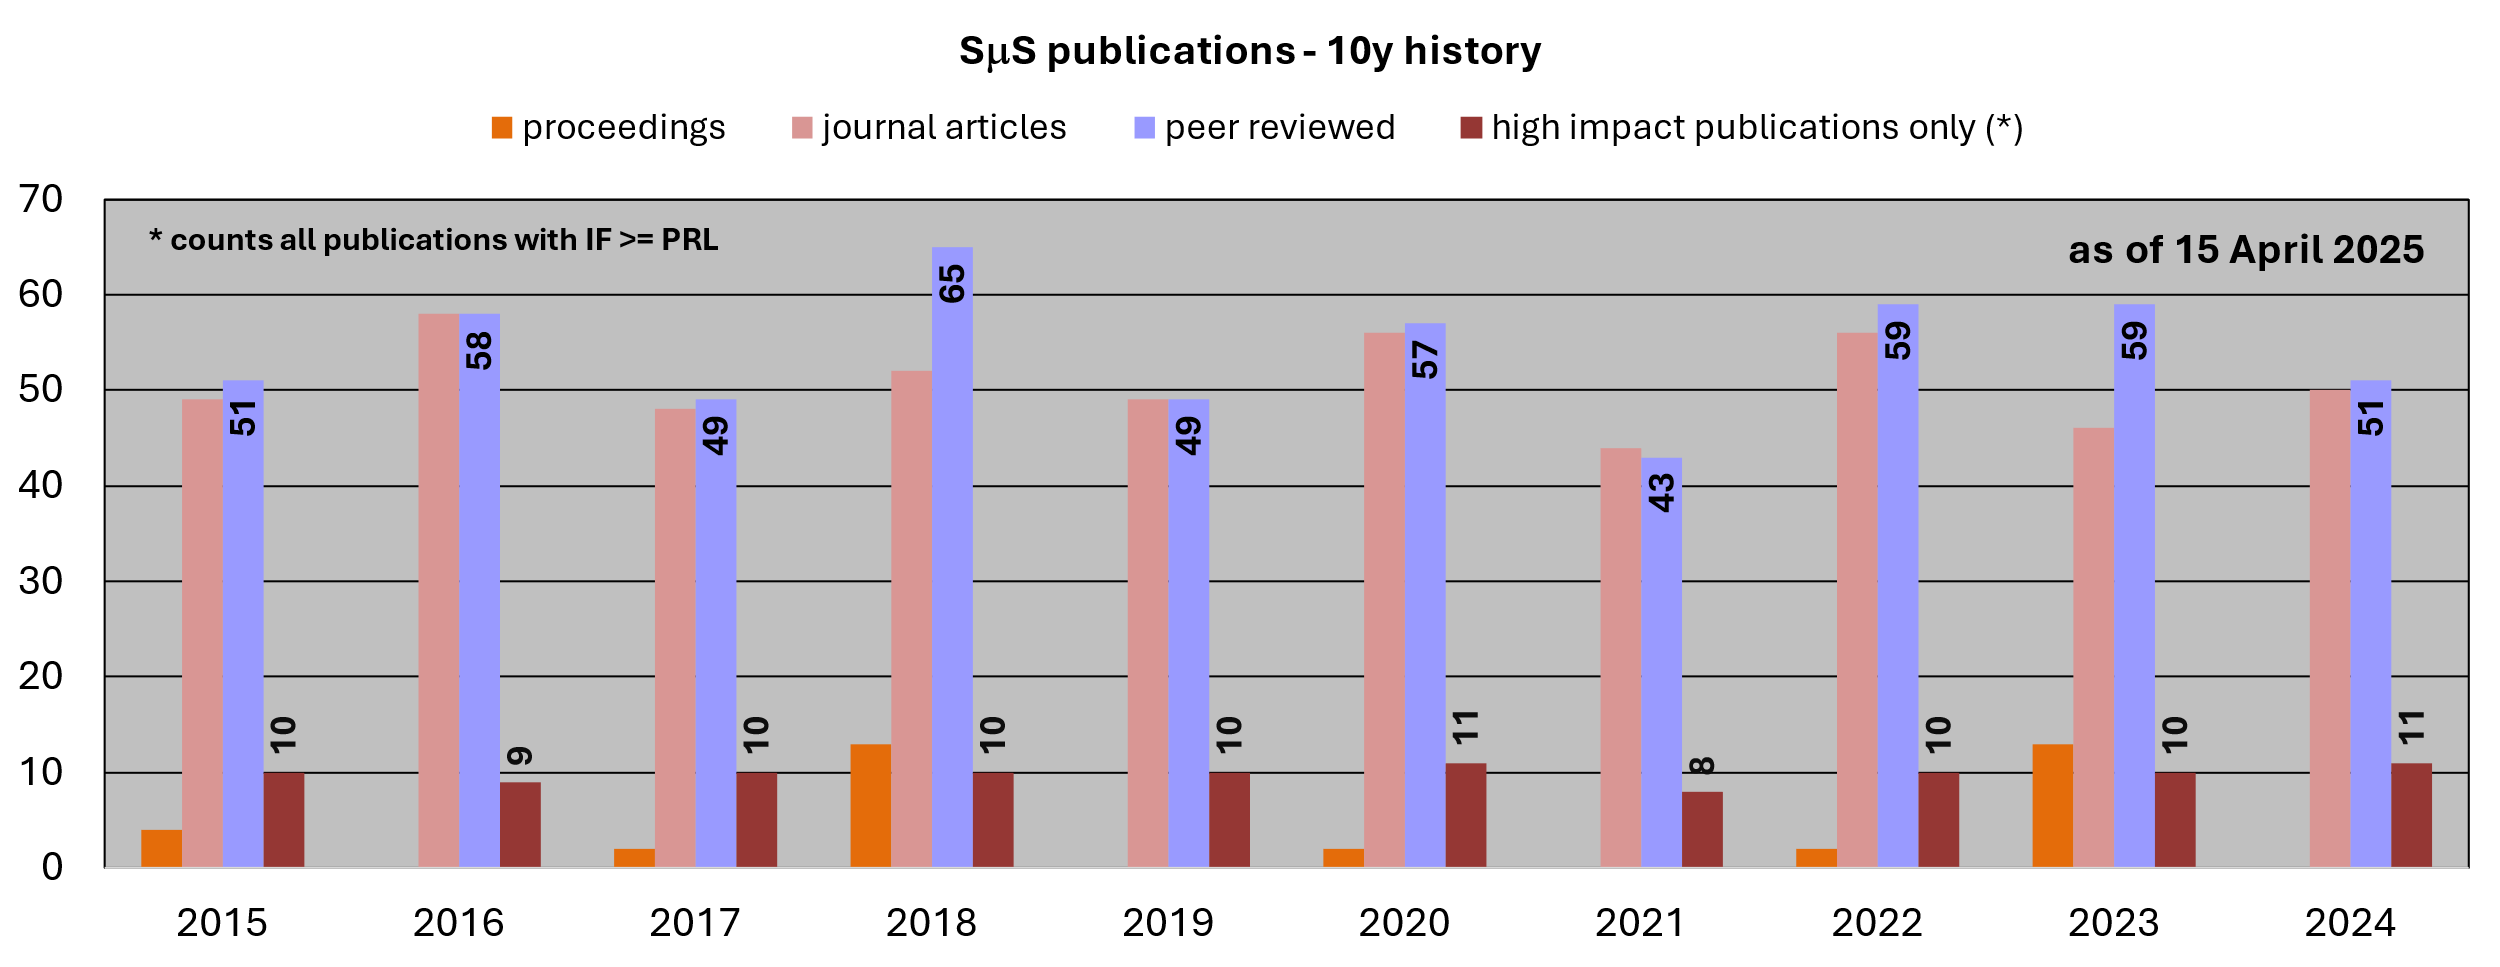 SµS publications - 10y history
proceedings journal articles peer reviewed high impact publications only (*)
70
* counts all publications with IF >= PRL
as of 15 April 2025
60
50
40
30
20
10
0
51 10 58 9 49 10 65 10 49 10 57 11 43 8 59 10 59 10 51 11
2015 2016 2017 2018 2019 2020 2021 2022 2023 2024